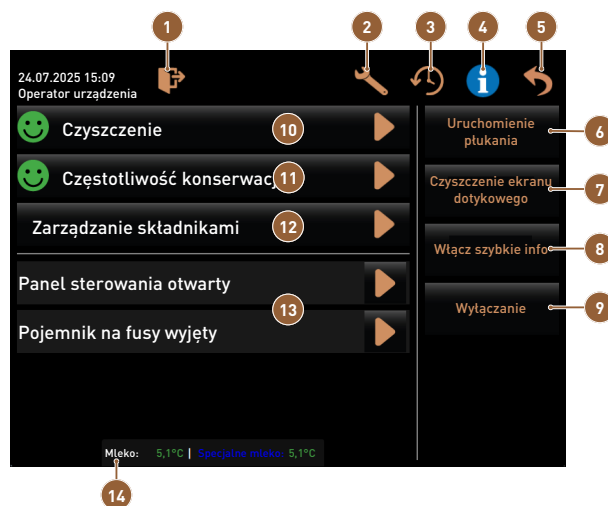 1 2 3 4 5
24.07.2025 15:09
Operator urządzenia
Czyszczenie 10
Częstotliwość konserwacj 11
Zarządzanie składnikami 12
Panel sterowania otwarty
13
Pojemnik na fusy wyjęty
Uruchomienie
płukania 6
Czyszczenie ekranu
dotykowego 7
Włącz szybkie info 8
Wyłączanie 9
Mleko: 5,1°C | Specjalne mleko: 5,1°C
14